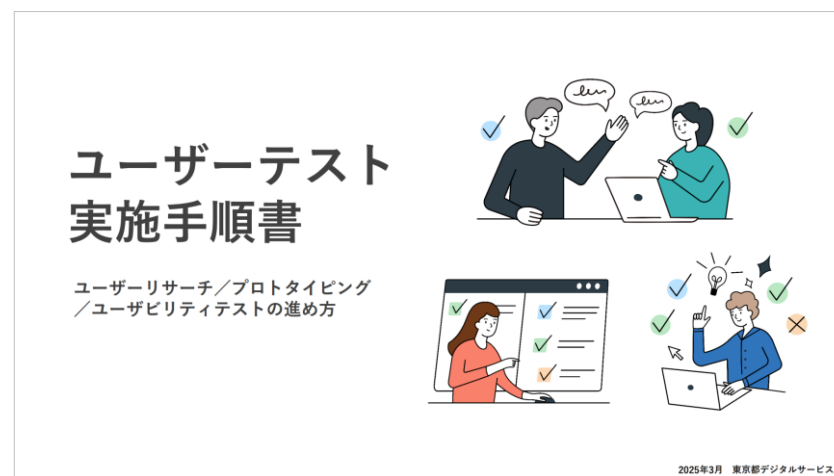 ユーザーテスト
実施手順書
ユーザーリサーチ／プロトタイピング
／ユーザビリティテストの進め方
2025年3月　東京都デジタルサービス